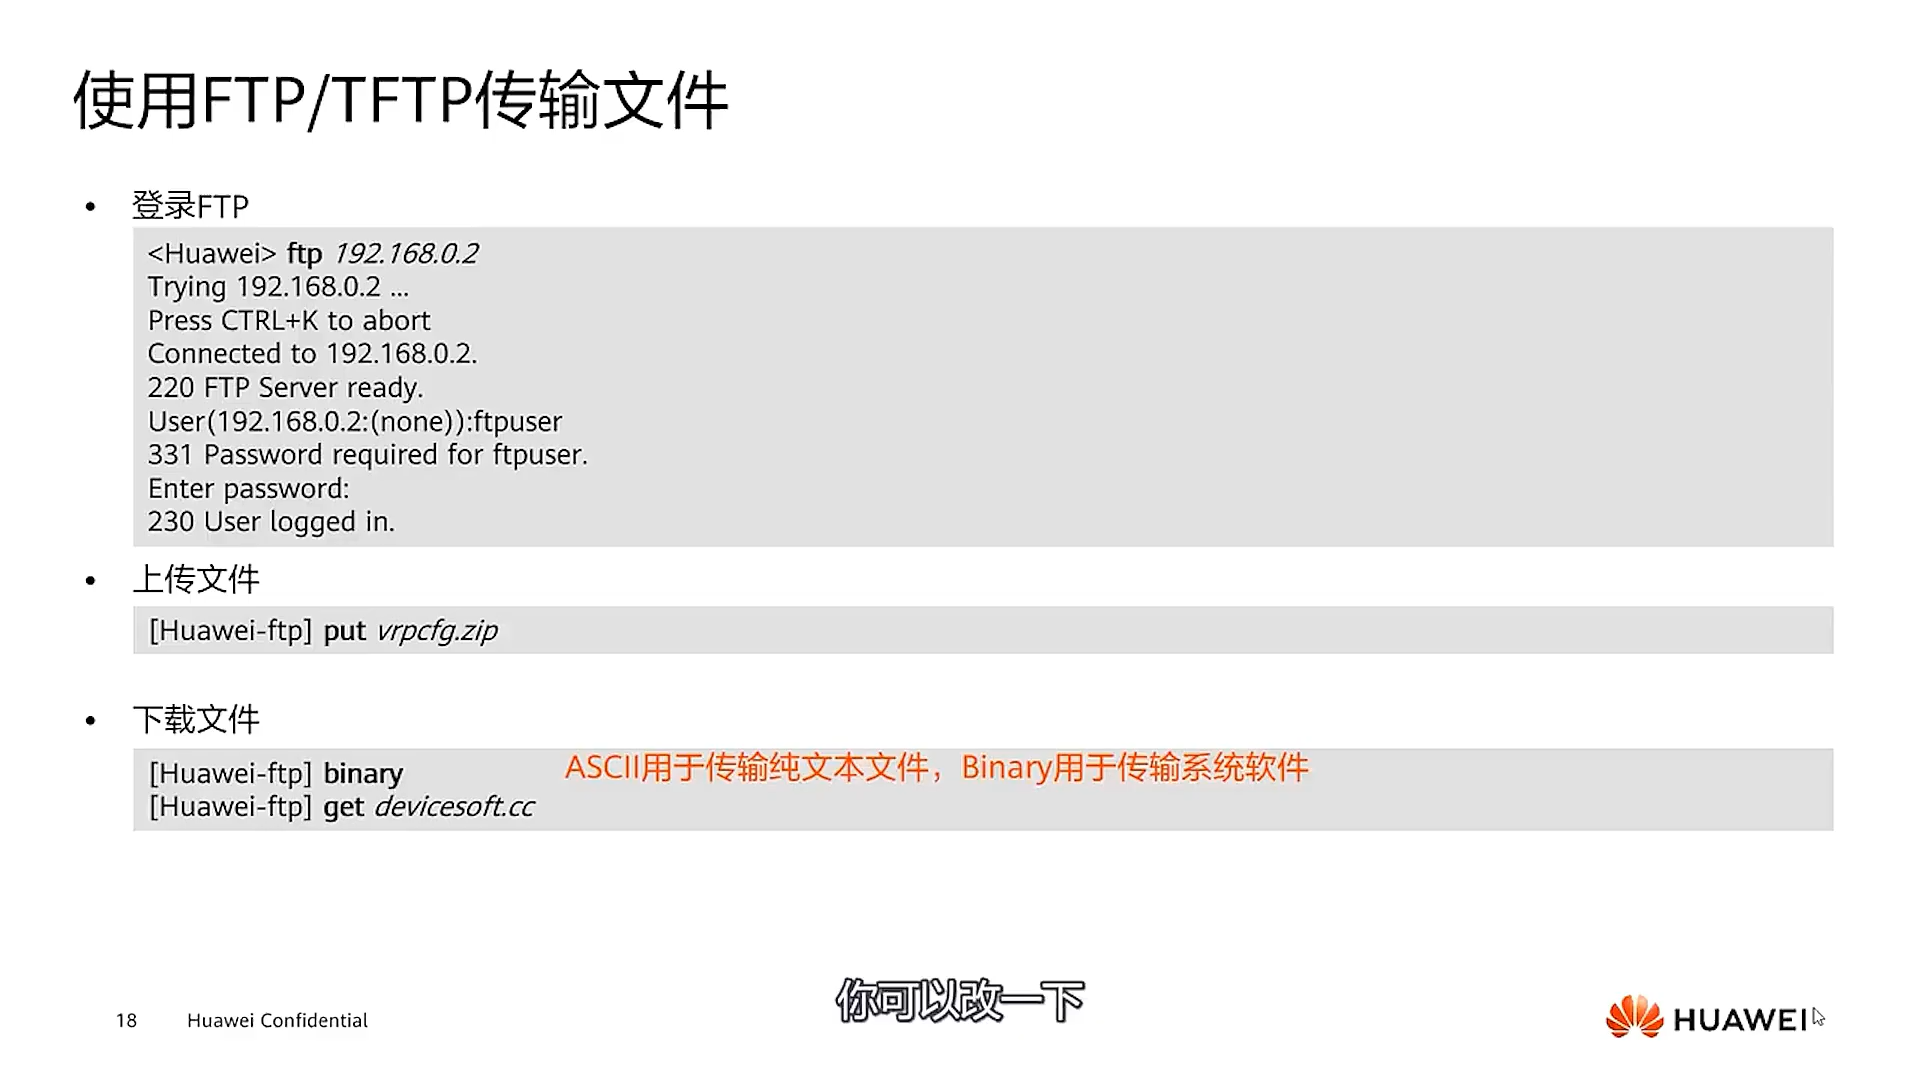 使用FTP/TFTP传输文件
• 登录FTP
<Huawei> ftp 192.168.0.2
Trying 192.168.0.2 ...
Press CTRL+K to abort
Connected to 192.168.0.2.
220 FTP Server ready.
User(192.168.0.2:(none)):ftpuser
331 Password required for ftpuser.
Enter password:
230 User logged in.
• 上传文件
[Huawei-ftp] put vrpcfg.zip
• 下载文件
[Huawei-ftp] binary
ASCII用于传输纯文本文件，Binary用于传输系统软件
[Huawei-ftp] get devicesoft.cc
你可以改一下
18 Huawei Confidential
HUAWEI